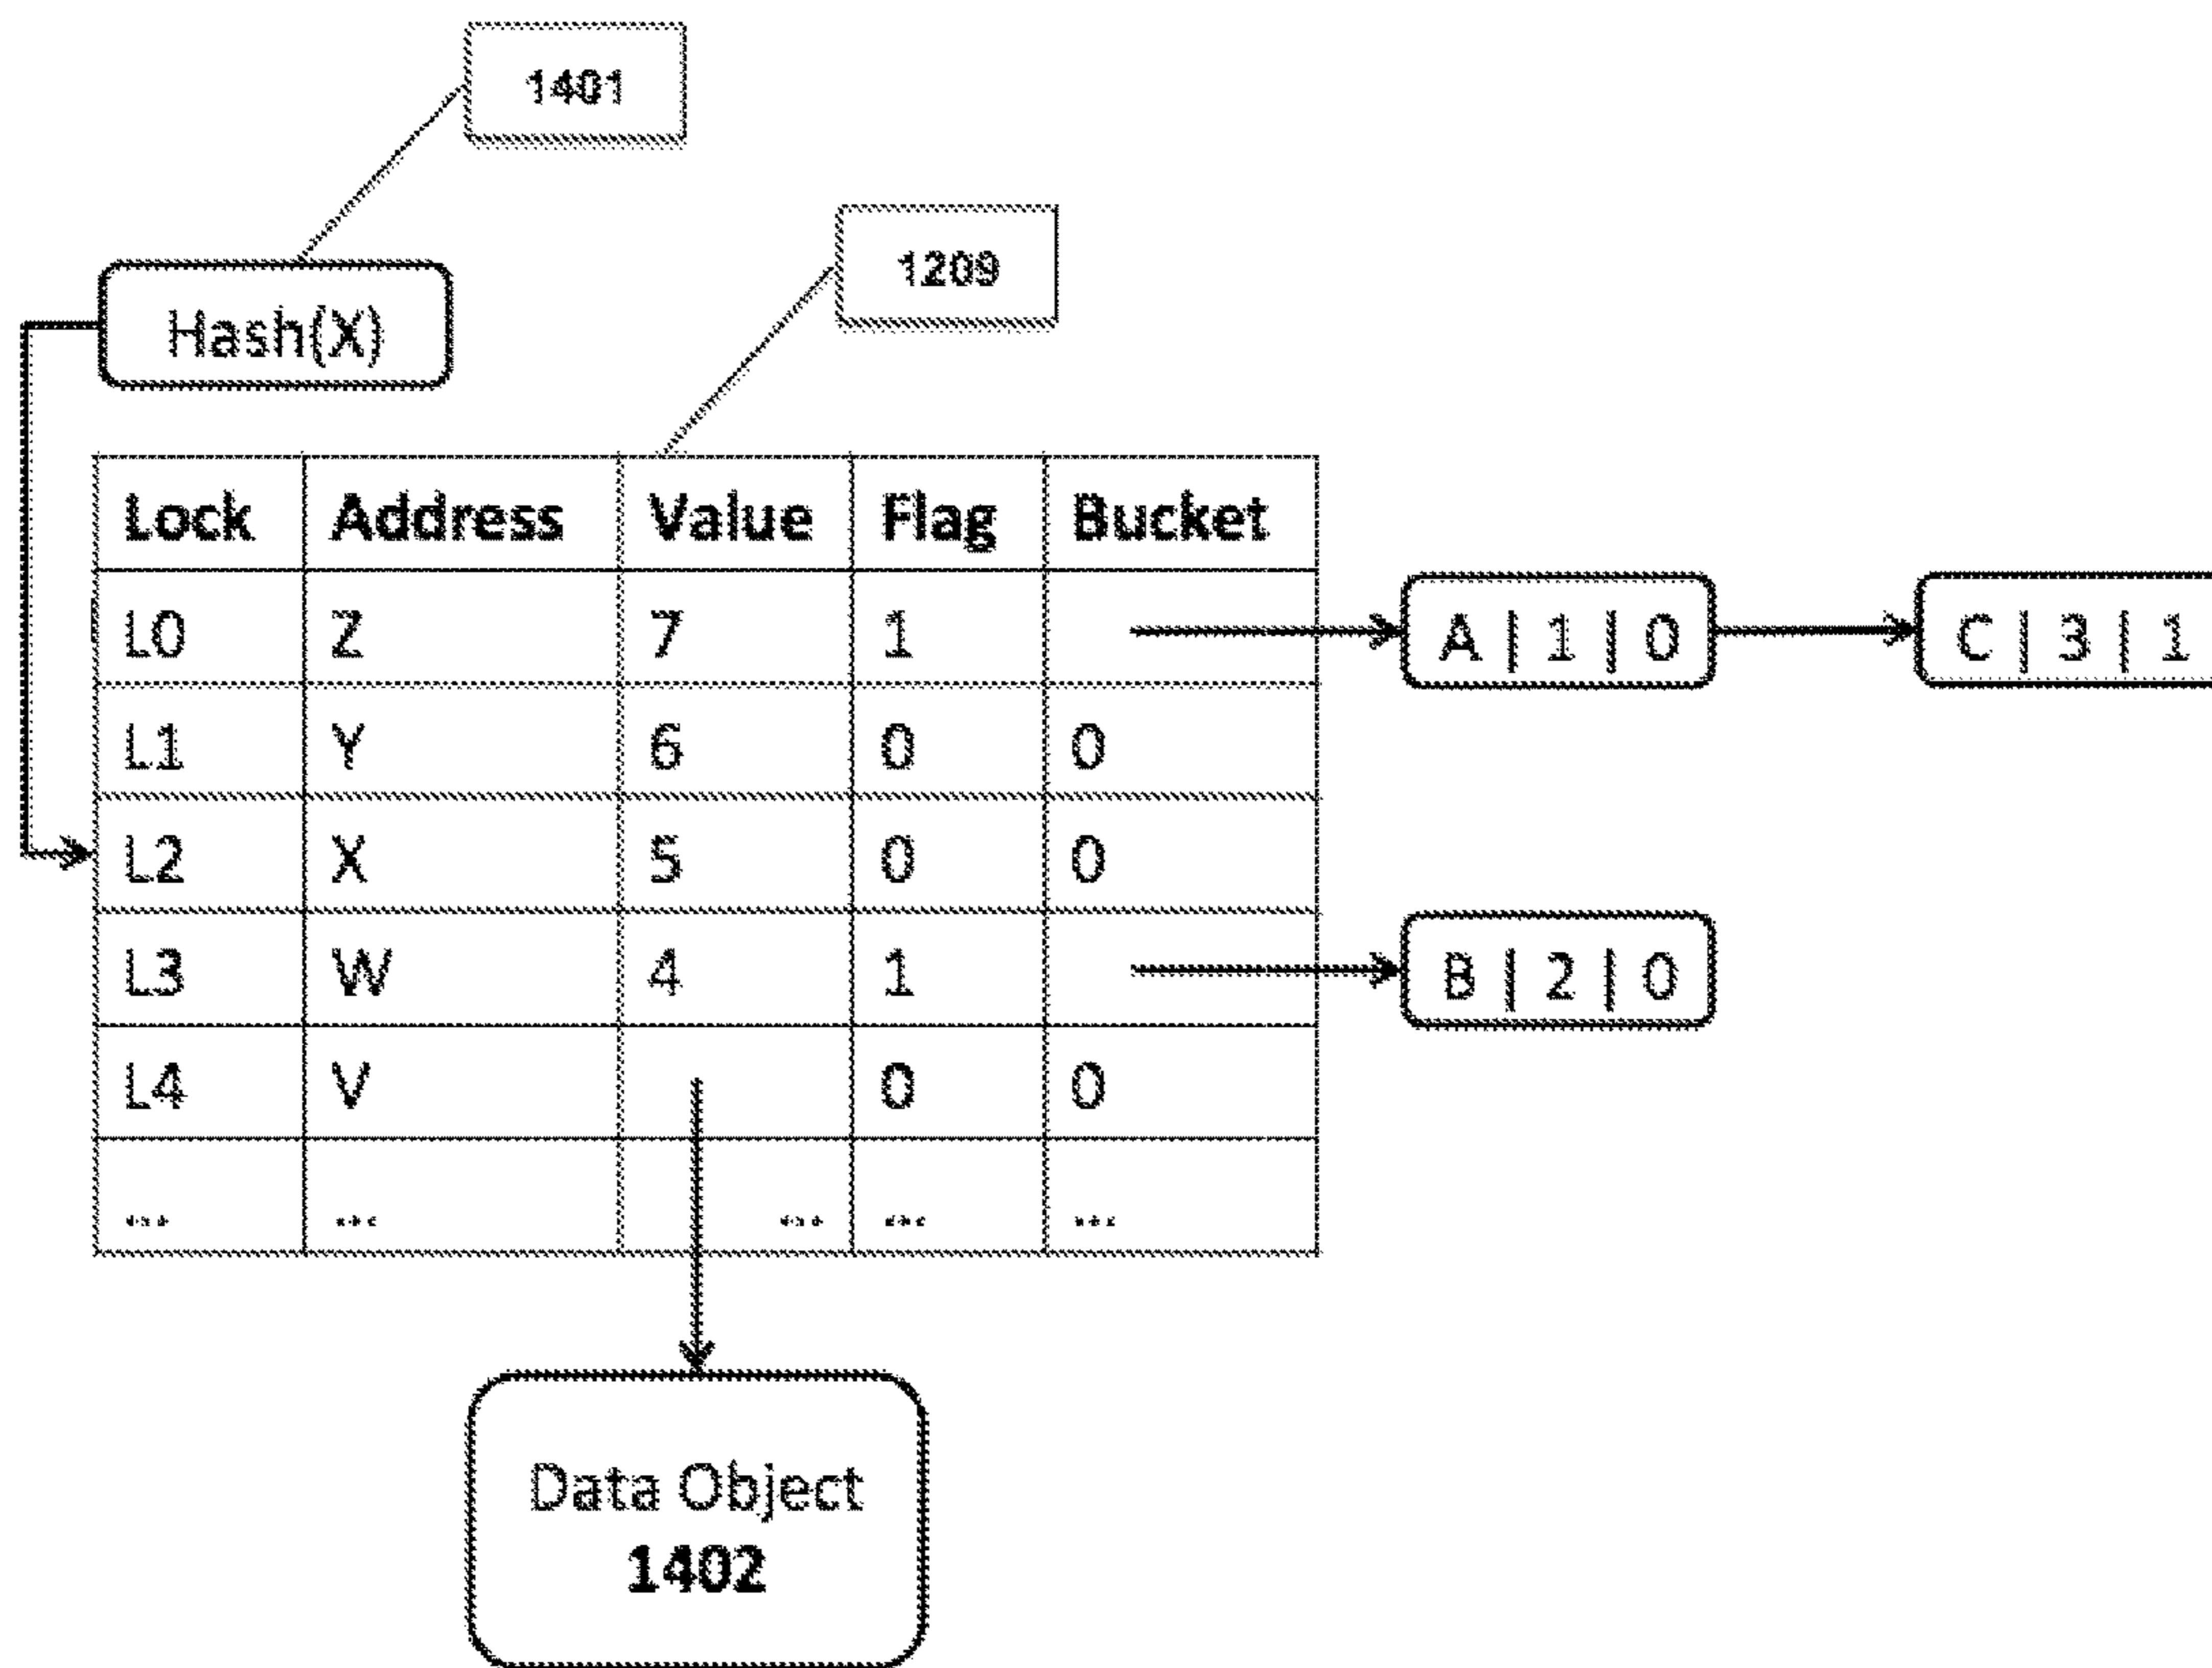 1401
1209
Hash(X)
Lock Address Value Flag Bucket
L0 Z 7 1
A | 1 | 0
C | 3 | 1
L1 Y 6 0 0
L2 X 5 0 0
L3 W 4 1
B | 2 | 0
L4 V 0 0
... ... ... ... ...
Data Object
1402